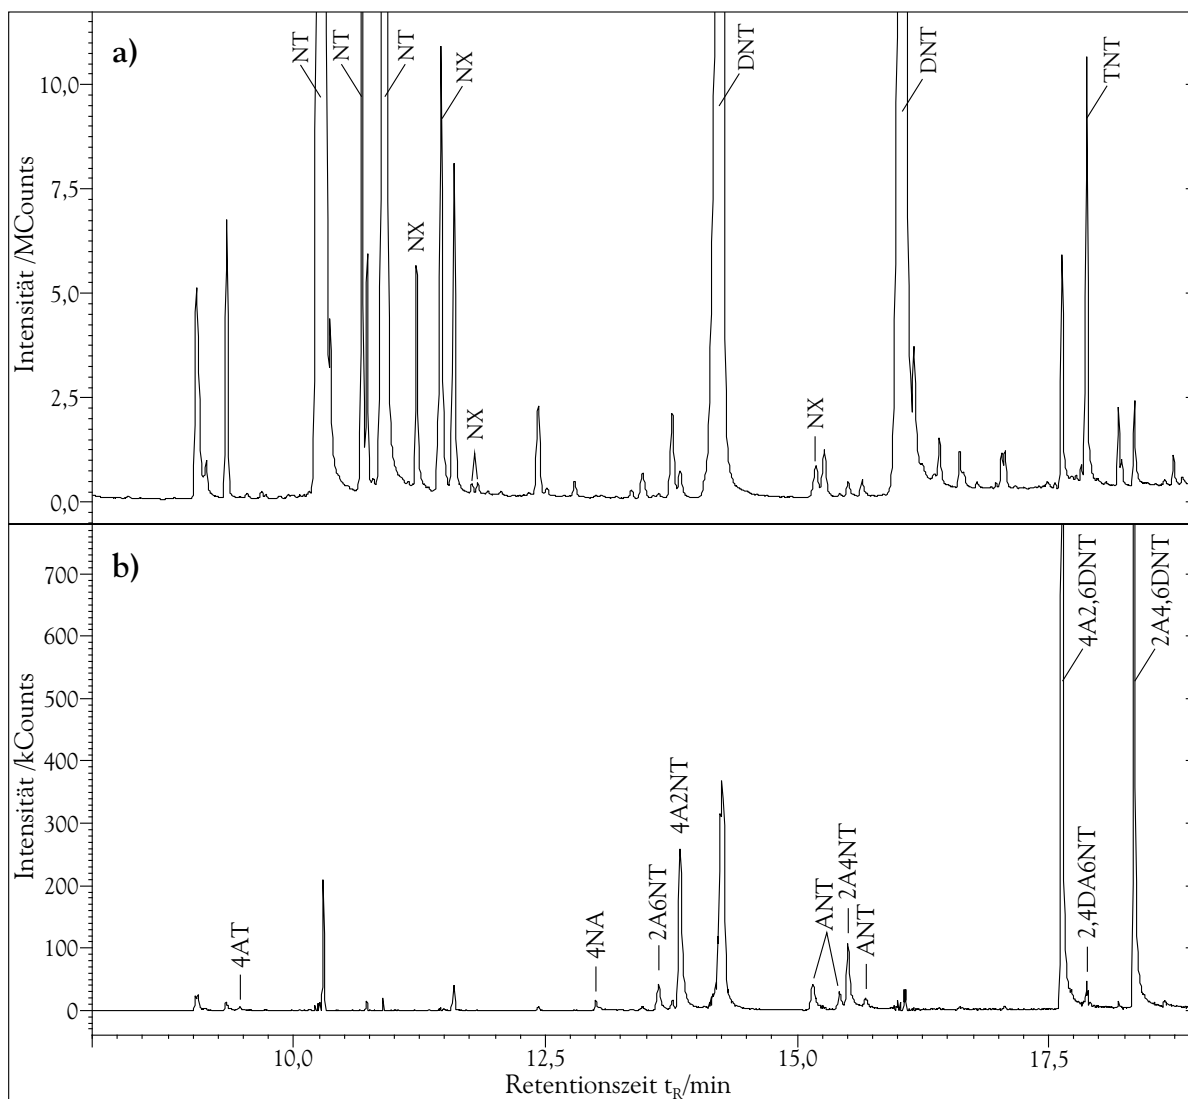 a)
NT
NT
NT
NX
NX
NX
DNT
NX
DNT
TNT
Intensität /MCounts
10,0
7,5
5,0
2,5
0,0
b)
4AT
4NA
2A6NT
4A2NT
ANT
2A4NT
ANT
4A2,6DNT
2,4DA6NT
2A4,6DNT
Intensität /kCounts
700
600
500
400
300
200
100
0
10,0
12,5
15,0
17,5
Retentionszeit tR/min